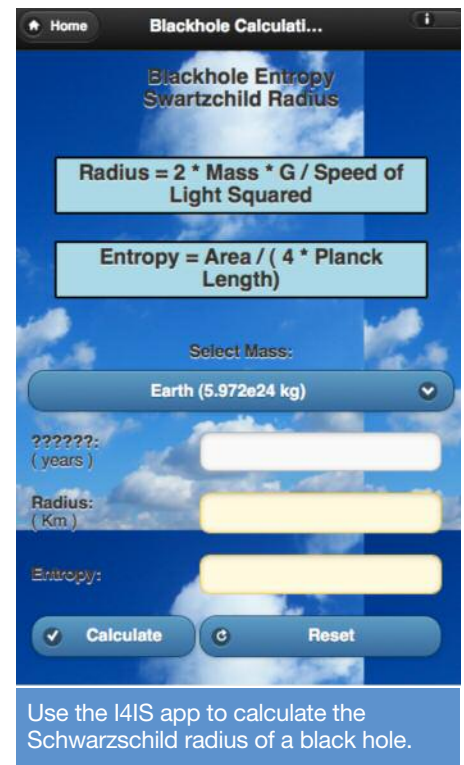 Home
Blackhole Calculati...
i
Blackhole Entropy
Swartzchild Radius
Radius = 2 * Mass * G / Speed of
Light Squared
Entropy = Area / ( 4 * Planck
Length)
Select Mass:
Earth (5.972e24 kg)
??????:
( years )
Radius:
( Km )
Entropy:
Calculate
Reset
Use the I4IS app to calculate the
Schwarzschild radius of a black hole.